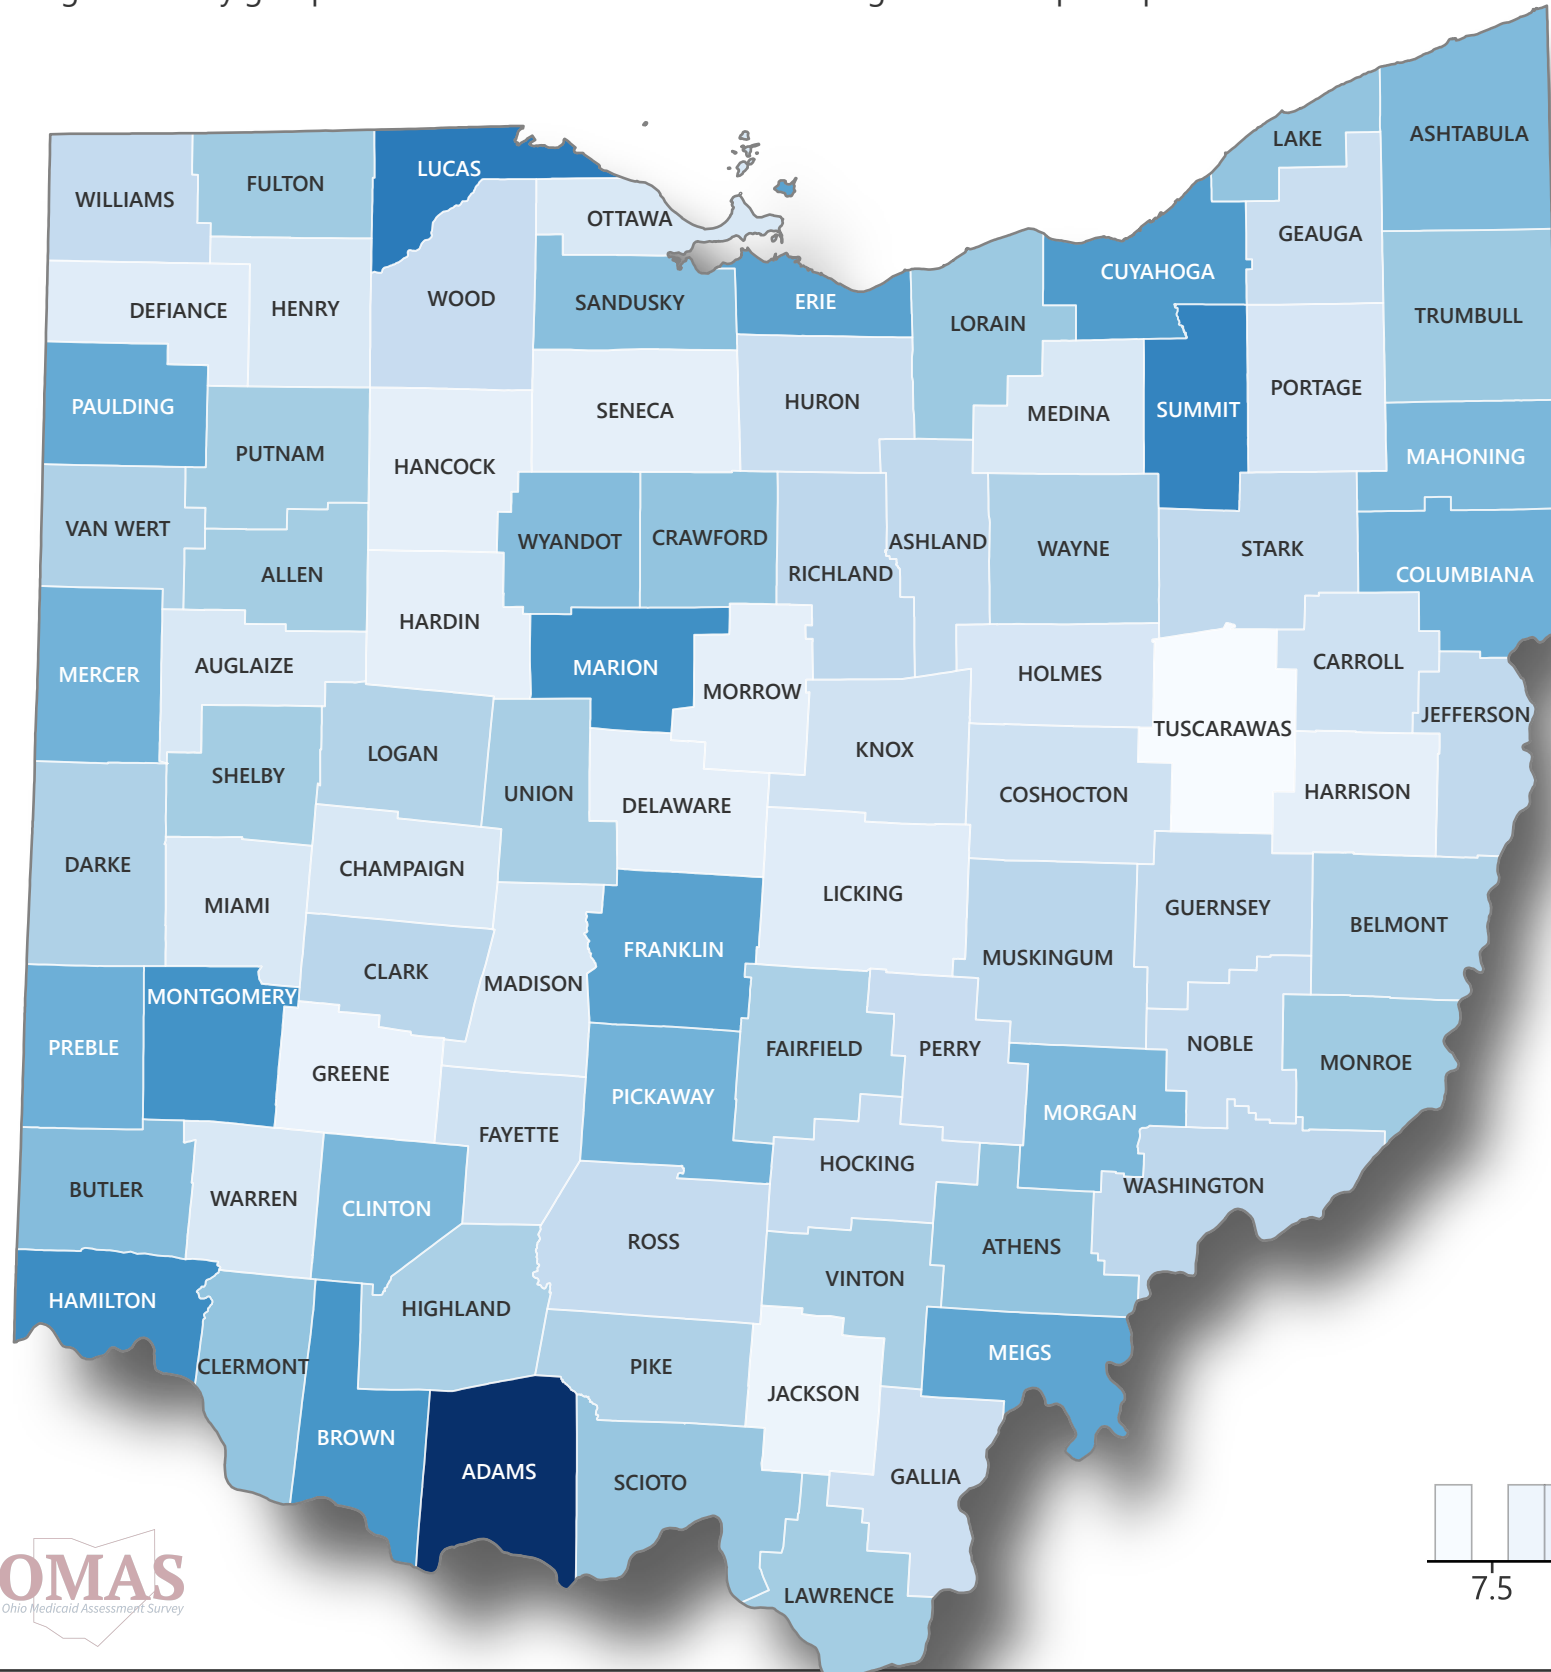 LAKE
ASHTABULA
LUCAS
FULTON
WILLIAMS
OTTAWA
GEAUGA
CUYAHOGA
WOOD
SANDUSKY
ERIE
HENRY
DEFIANCE
LORAIN
TRUMBULL
PORTAGE
PAULDING
HURON
SENECA
MEDINA
SUMMIT
PUTNAM
HANCOCK
MAHONING
VAN WERT
WYANDOT
CRAWFORD
ASHLAND
WAYNE
STARK
ALLEN
RICHLAND
COLUMBIANA
HARDIN
AUGLAIZE
MERCER
MARION
MORROW
HOLMES
CARROLL
JEFFERSON
TUSCARAWAS
KNOX
LOGAN
SHELBY
UNION
DELAWARE
COSHOCTON
HARRISON
DARKE
CHAMPAIGN
MIAMI
LICKING
GUERNSEY
BELMONT
FRANKLIN
MUSKINGUM
CLARK
MADISON
MONTGOMERY
PREBLE
GREENE
FAIRFIELD
PERRY
NOBLE
MONROE
PICKAWAY
MORGAN
FAYETTE
HOCKING
WASHINGTON
BUTLER
WARREN
CLINTON
ROSS
ATHENS
VINTON
HAMILTON
HIGHLAND
MEIGS
CLERMONT
PIKE
JACKSON
BROWN
ADAMS
SCIOTO
GALLIA
LAWRENCE
OMAS
Ohio Medicaid Assessment Survey
7.5